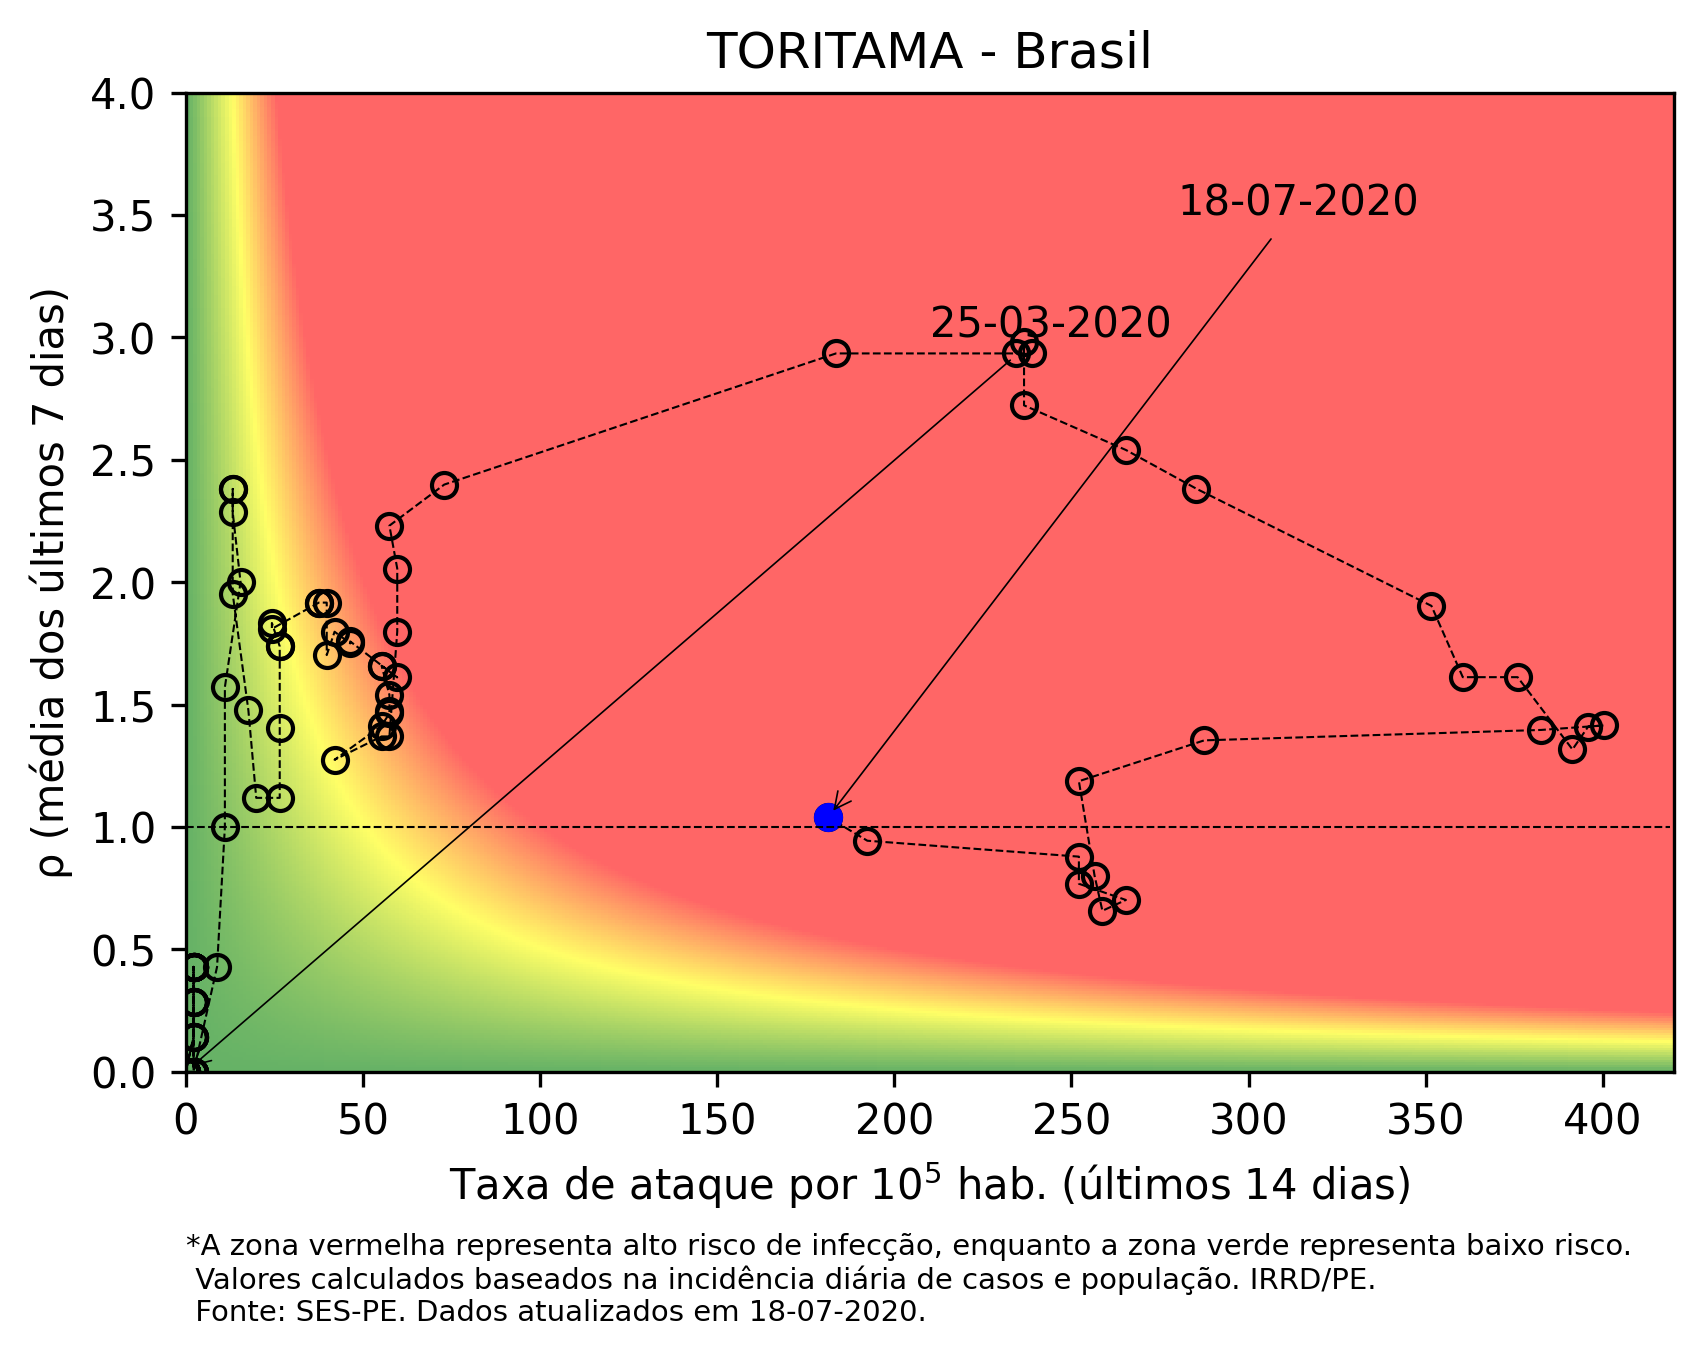 TORITAMA - Brasil
4.0
3.5
3.0
2.5
2.0
1.5
1.0
0.5
0.0
ρ (média dos últimos 7 dias)
18-07-2020
25-03-2020
0 50 100 150 200 250 300 350 400
Taxa de ataque por 10⁵ hab. (últimos 14 dias)
*A zona vermelha representa alto risco de infecção, enquanto a zona verde representa baixo risco.
Valores calculados baseados na incidência diária de casos e população. IRRD/PE.
Fonte: SES-PE. Dados atualizados em 18-07-2020.